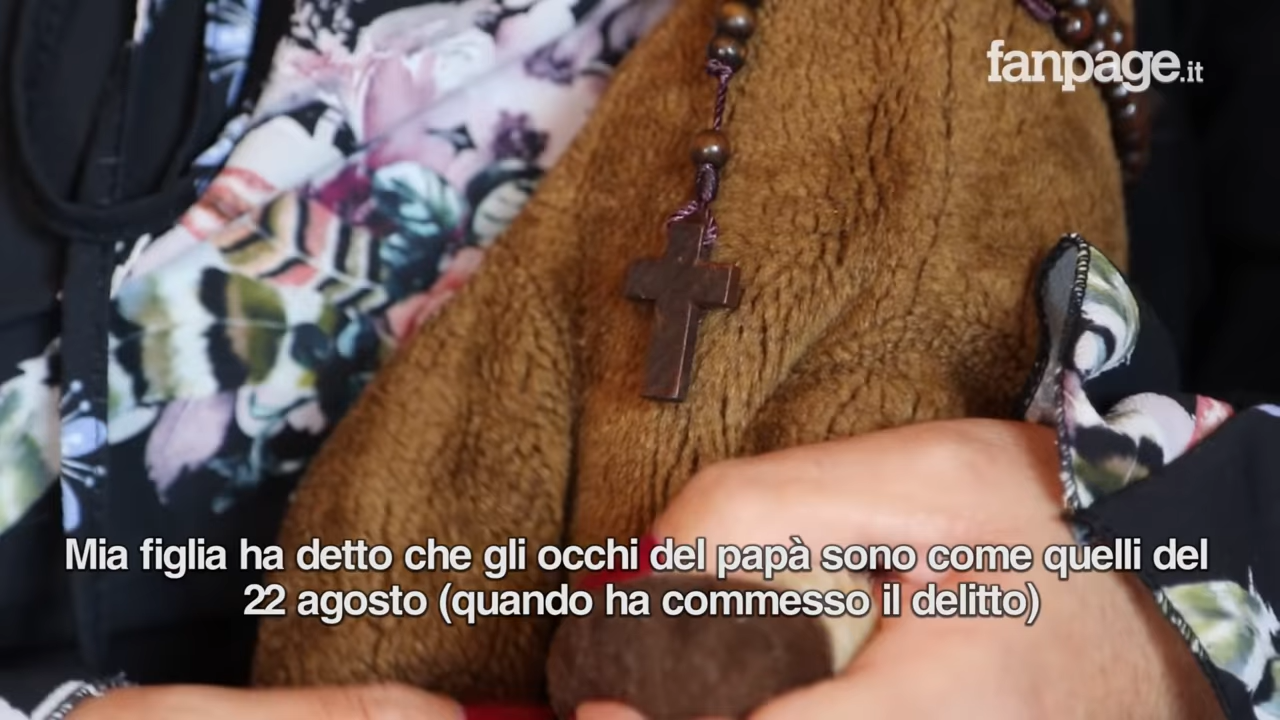 fanpage.it
Mia figlia ha detto che gli occhi del papà sono come quelli del
22 agosto (quando ha commesso il delitto)